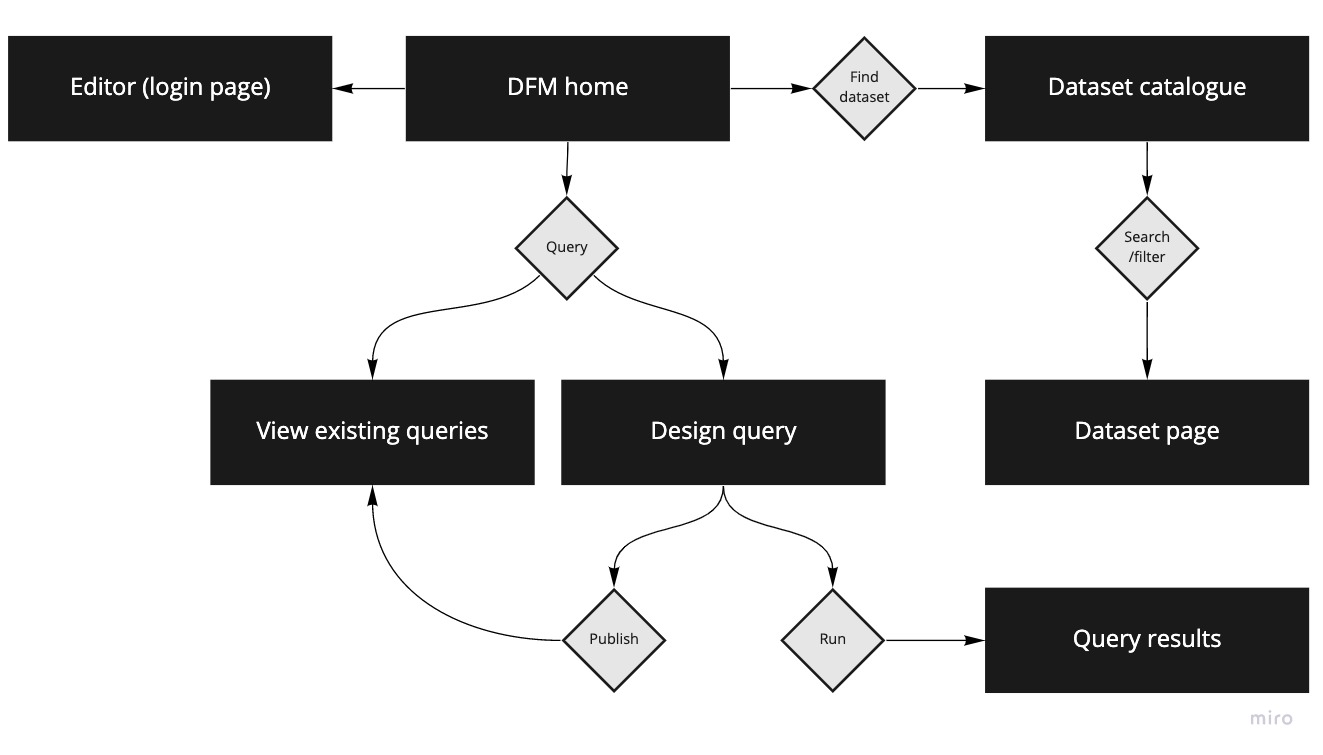 Editor (login page)
DFM home
Find
dataset
Dataset catalogue
Query
Search
/filter
View existing queries
Design query
Dataset page
Publish
Run
Query results
miro